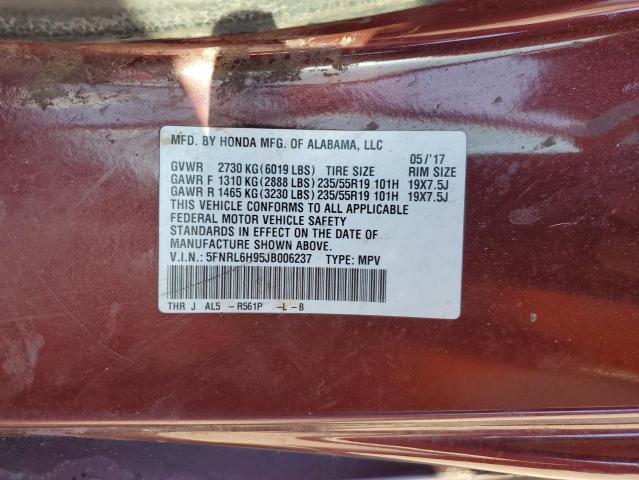 MFD. BY HONDA MFG. OF ALABAMA, LLC 05/'17
GVWR 2730 KG(6019 LBS) TIRE SIZE RIM SIZE
GAWR F 1310 KG(2888 LBS) 235/55R19 101H 19X7.5J
GAWR R 1465 KG(3230 LBS) 235/55R19 101H 19X7.5J
THIS VEHICLE CONFORMS TO ALL APPLICABLE
FEDERAL MOTOR VEHICLE SAFETY
STANDARDS IN EFFECT ON THE DATE OF
MANUFACTURE SHOWN ABOVE.
V.I.N.: 5FNRL6H95JB006237 TYPE: MPV
THR J AL5 -R561P -L-B